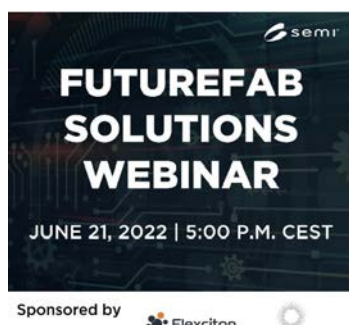 semi
FUTUREFAB
SOLUTIONS
WEBINAR
JUNE 21, 2022 | 5:00 P.M. CEST
Sponsored by
Flexciton